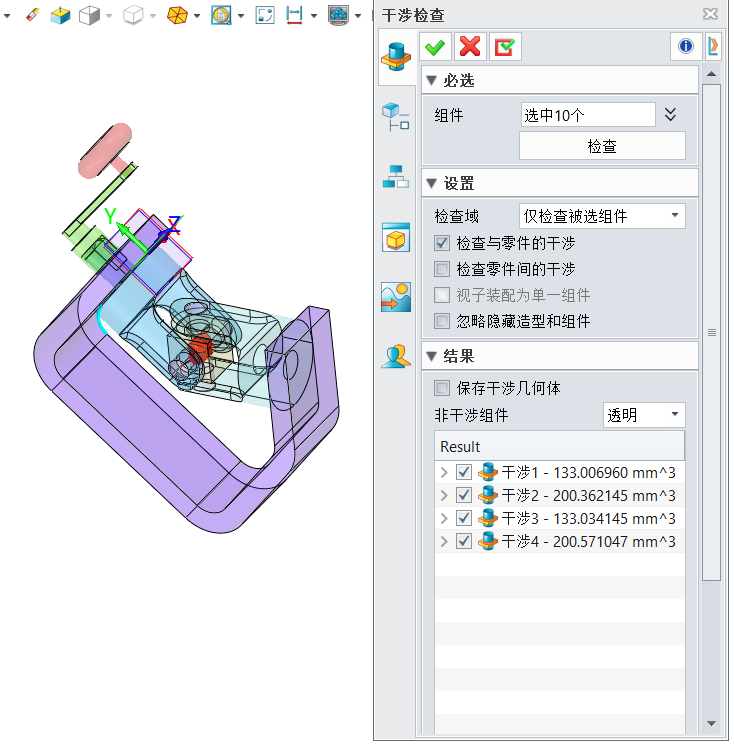 干涉检查
必选
组件
选中10个
检查
设置
检查域
仅检查被选组件
检查与零件的干涉
检查零件间的干涉
视子装配为单一组件
忽略隐藏造型和组件
结果
保存干涉几何体
非干涉组件
透明
Result
干涉1 - 133.006960 mm^3
干涉2 - 200.362145 mm^3
干涉3 - 133.034145 mm^3
干涉4 - 200.571047 mm^3
Y
Z
X